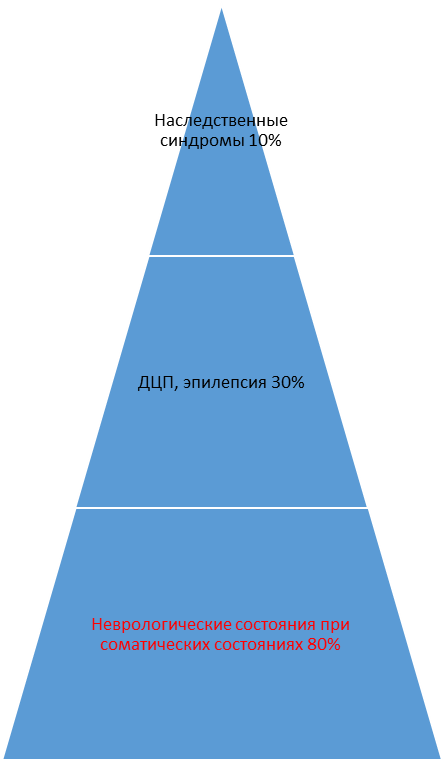 Наследственные
синдромы 10%
ДЦП, эпилепсия 30%
Неврологические состояния при
соматических состояниях 80%